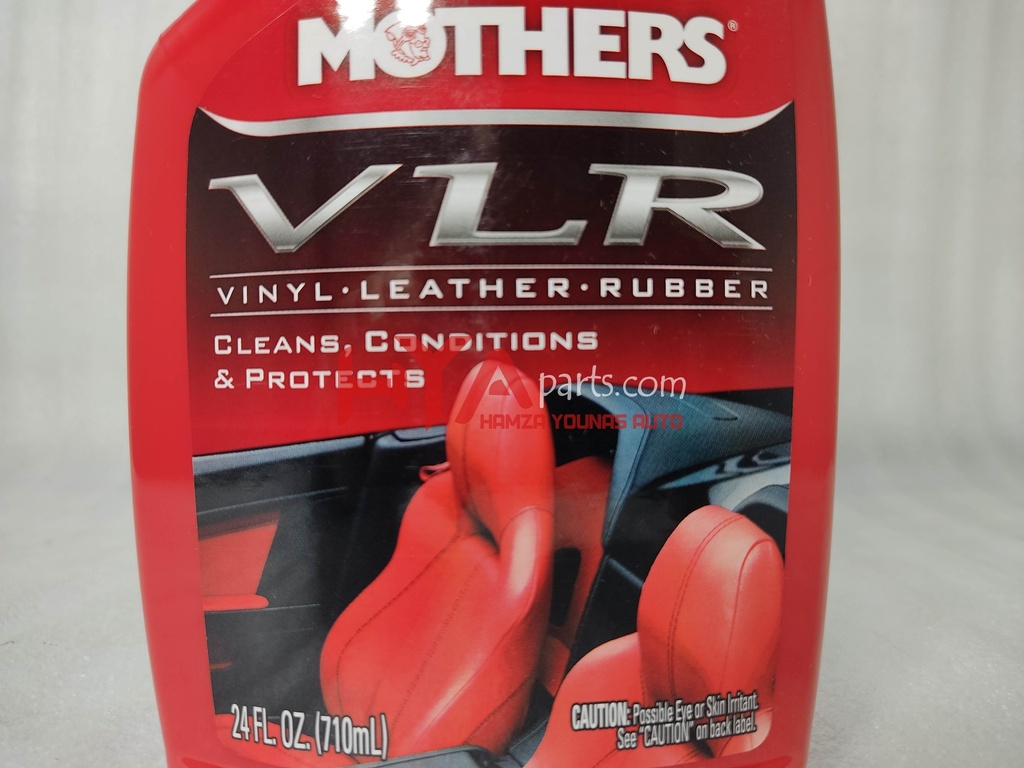 MOTHERS®
VLR
VINYL·LEATHER·RUBBER
CLEANS, CONDITIONS
& PROTECTS
HYAparts.com
HAMZA YOUNAS AUTO
24 FL. OZ. (710mL)
CAUTION: Possible Eye or Skin Irritant.
See "CAUTION" on back label.